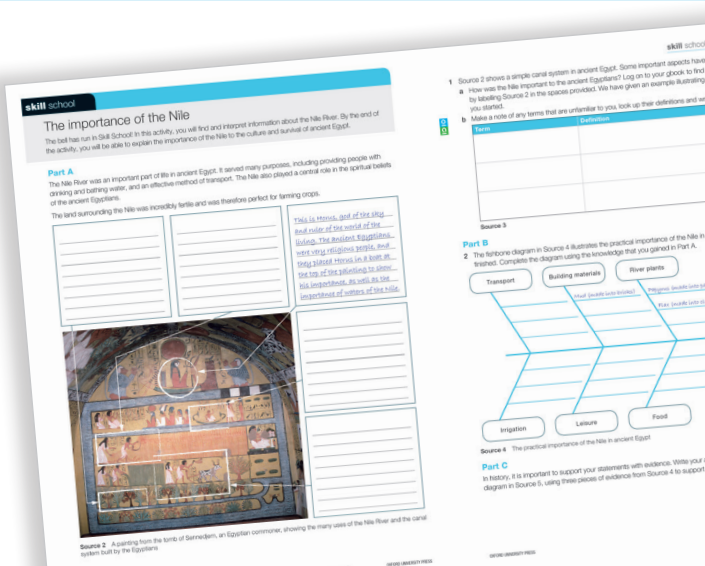 skill school
The importance of the Nile
The bell has run in Skill School! In this activity, you will find and interpret information about the Nile River. By the end of
the activity, you will be able to explain the importance of the Nile to the culture and survival of ancient Egypt.
Part A
The Nile River was an important part of life in ancient Egypt. It served many purposes, including providing people with
drinking and bathing water, and an effective method of transport. The Nile also played a central role in the spiritual beliefs
of the ancient Egyptians.
The land surrounding the Nile was incredibly fertile and was therefore perfect for farming crops.
This is Horus, god of the sky
and ruler of the world of the
living. The ancient Egyptians
were very religious people, and
they placed Horus in a boat at
the top of the painting to show
his importance, as well as the
importance of waters of the Nile.
Source 2 A painting from the tomb of Sennedjem, an Egyptian commoner, showing the many uses of the Nile River and the canal
system built by the Egyptians
OXFORD UNIVERSITY PRESS
skill school
1 Source 2 shows a simple canal system in ancient Egypt. Some important aspects have
a How was the Nile important to the ancient Egyptians? Log on to your gbook to find
by labelling Source 2 in the spaces provided. We have given an example illustrating
you started.
b Make a note of any terms that are unfamiliar to you, look up their definitions and
Term Definition
Source 3
Part B
2 The fishbone diagram in Source 4 illustrates the practical importance of the Nile in
finished. Complete the diagram using the knowledge that you gained in Part A.
Transport Building materials River plants
Mud (made into bricks)
Papyrus (made into
Flax (made into
Irrigation Leisure Food
Source 4 The practical importance of the Nile in ancient Egypt
Part C
In history, it is important to support your statements with evidence. Write your
diagram in Source 5, using three pieces of evidence from Source 4 to support
OXFORD UNIVERSITY PRESS